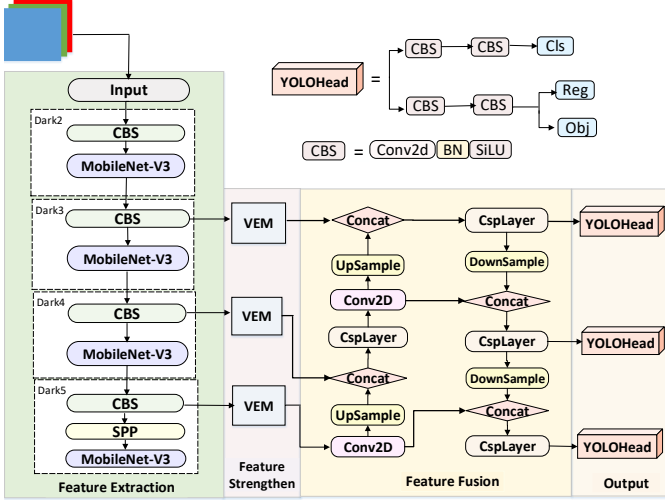 YOLOHead
=
CBS
CBS
Cls
CBS
CBS
Reg
Obj
CBS = Conv2d BN SiLU
Input
Dark2
CBS
MobileNet-V3
Dark3
CBS
MobileNet-V3
Dark4
CBS
MobileNet-V3
Dark5
CBS
SPP
MobileNet-V3
Feature Extraction
VEM
VEM
VEM
Feature
Strengthen
Concat
UpSample
Conv2D
CspLayer
Concat
UpSample
Conv2D
CspLayer
DownSample
Concat
CspLayer
DownSample
Concat
CspLayer
Feature Fusion
YOLOHead
YOLOHead
YOLOHead
Output